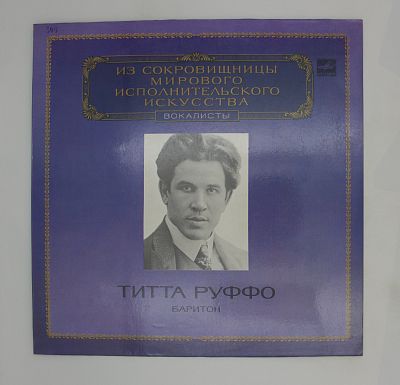 ИЗ СОКРОВИЩНИЦЫ
МИРОВОГО
ИСПОЛНИТЕЛЬСКОГО
ИСКУССТВА
ВОКАЛИСТЫ
ТИТТА РУФФО
БАРИТОН